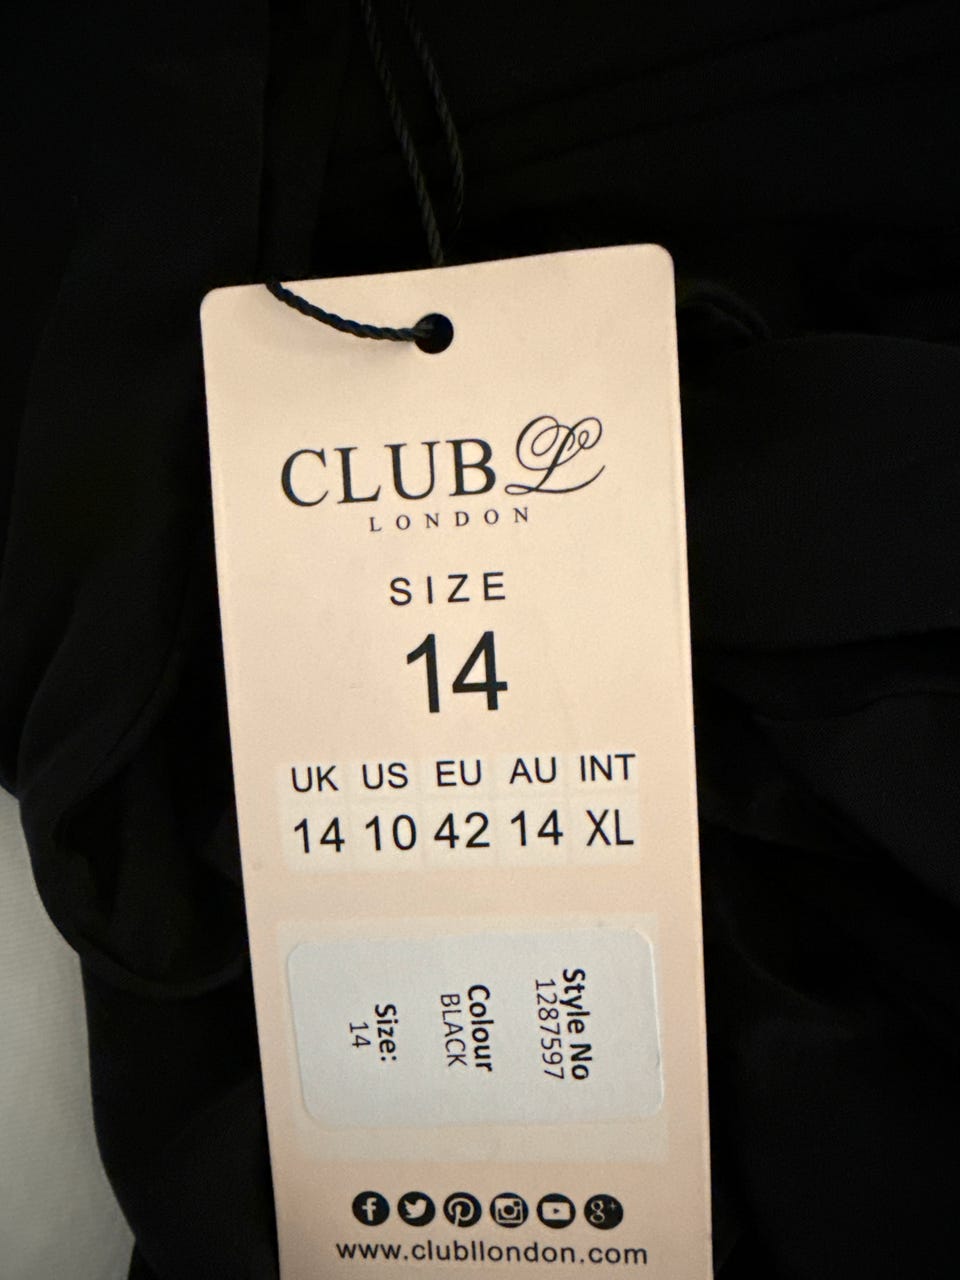 CLUB L
LONDON
SIZE
14
UK US EU AU INT
14 10 42 14 XL
Style No
1287597
Colour
BLACK
Size:
14
www.clubllondon.com